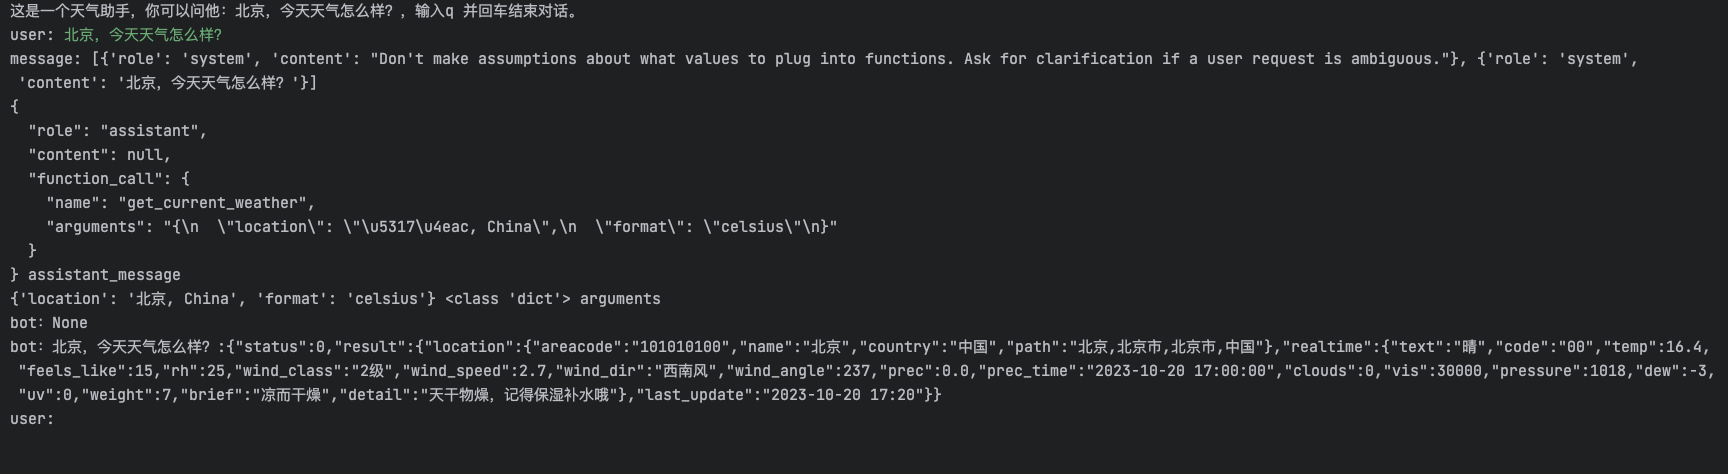 这是一个天气助手，你可以问他：北京，今天天气怎么样？，输入q 并回车结束对话。
user: 北京，今天天气怎么样？
message: [{'role': 'system', 'content': "Don't make assumptions about what values to plug into functions. Ask for clarification if a user request is ambiguous."}, {'role': 'system',
'content': '北京，今天天气怎么样？'}]
{
"role": "assistant",
"content": null,
"function_call": {
"name": "get_current_weather",
"arguments": "{\n  \"location\": \"\u5317\u4eac, China\",\n  \"format\": \"celsius\"\n}"
}
} assistant_message
{'location': '北京, China', 'format': 'celsius'} <class 'dict'> arguments
bot: None
bot: 北京，今天天气怎么样？:{"status":0,"result":{"location":{"areacode":"101010100","name":"北京","country":"中国","path":"北京,北京市,北京市,中国"},"realtime":{"text":"晴","code":"00","temp":16.4,
"feels_like":15,"rh":25,"wind_class":"2级","wind_speed":2.7,"wind_dir":"西南风","wind_angle":237,"prec":0.0,"prec_time":"2023-10-20 17:00:00","clouds":0,"vis":30000,"pressure":1018,"dew":-3,
"uv":0,"weight":7,"brief":"凉而干燥","detail":"天干物燥，记得保湿补水哦"},"last_update":"2023-10-20 17:20"}}
user: